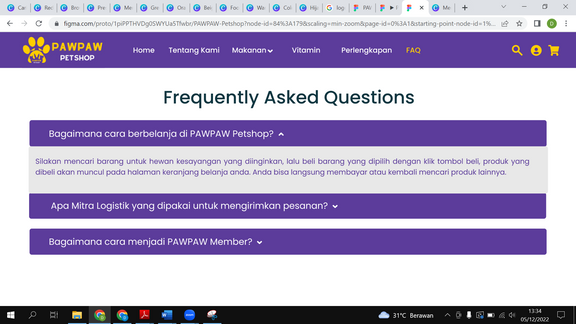 figma.com/proto/1piPPTHVDg0SWYUa5Tfwbr/PAWPAW-Petshop?node-id=84%3A179&scaling=min-zoom&page-id=0%3A1&starting-point-node-id=1%...
PAWPAW
PETSHOP
Home Tentang Kami Makanan Vitamin Perlengkapan FAQ
Frequently Asked Questions
Bagaimana cara berbelanja di PAWPAW Petshop?
Silakan mencari barang untuk hewan kesayangan yang diinginkan, lalu beli barang yang dipilih dengan klik tombol beli, produk yang
dibeli akan muncul pada halaman keranjang belanja anda. Anda bisa langsung membayar atau kembali mencari produk lainnya.
Apa Mitra Logistik yang dipakai untuk mengirimkan pesanan?
Bagaimana cara menjadi PAWPAW Member?
31°C Berawan
13:34
05/12/2022